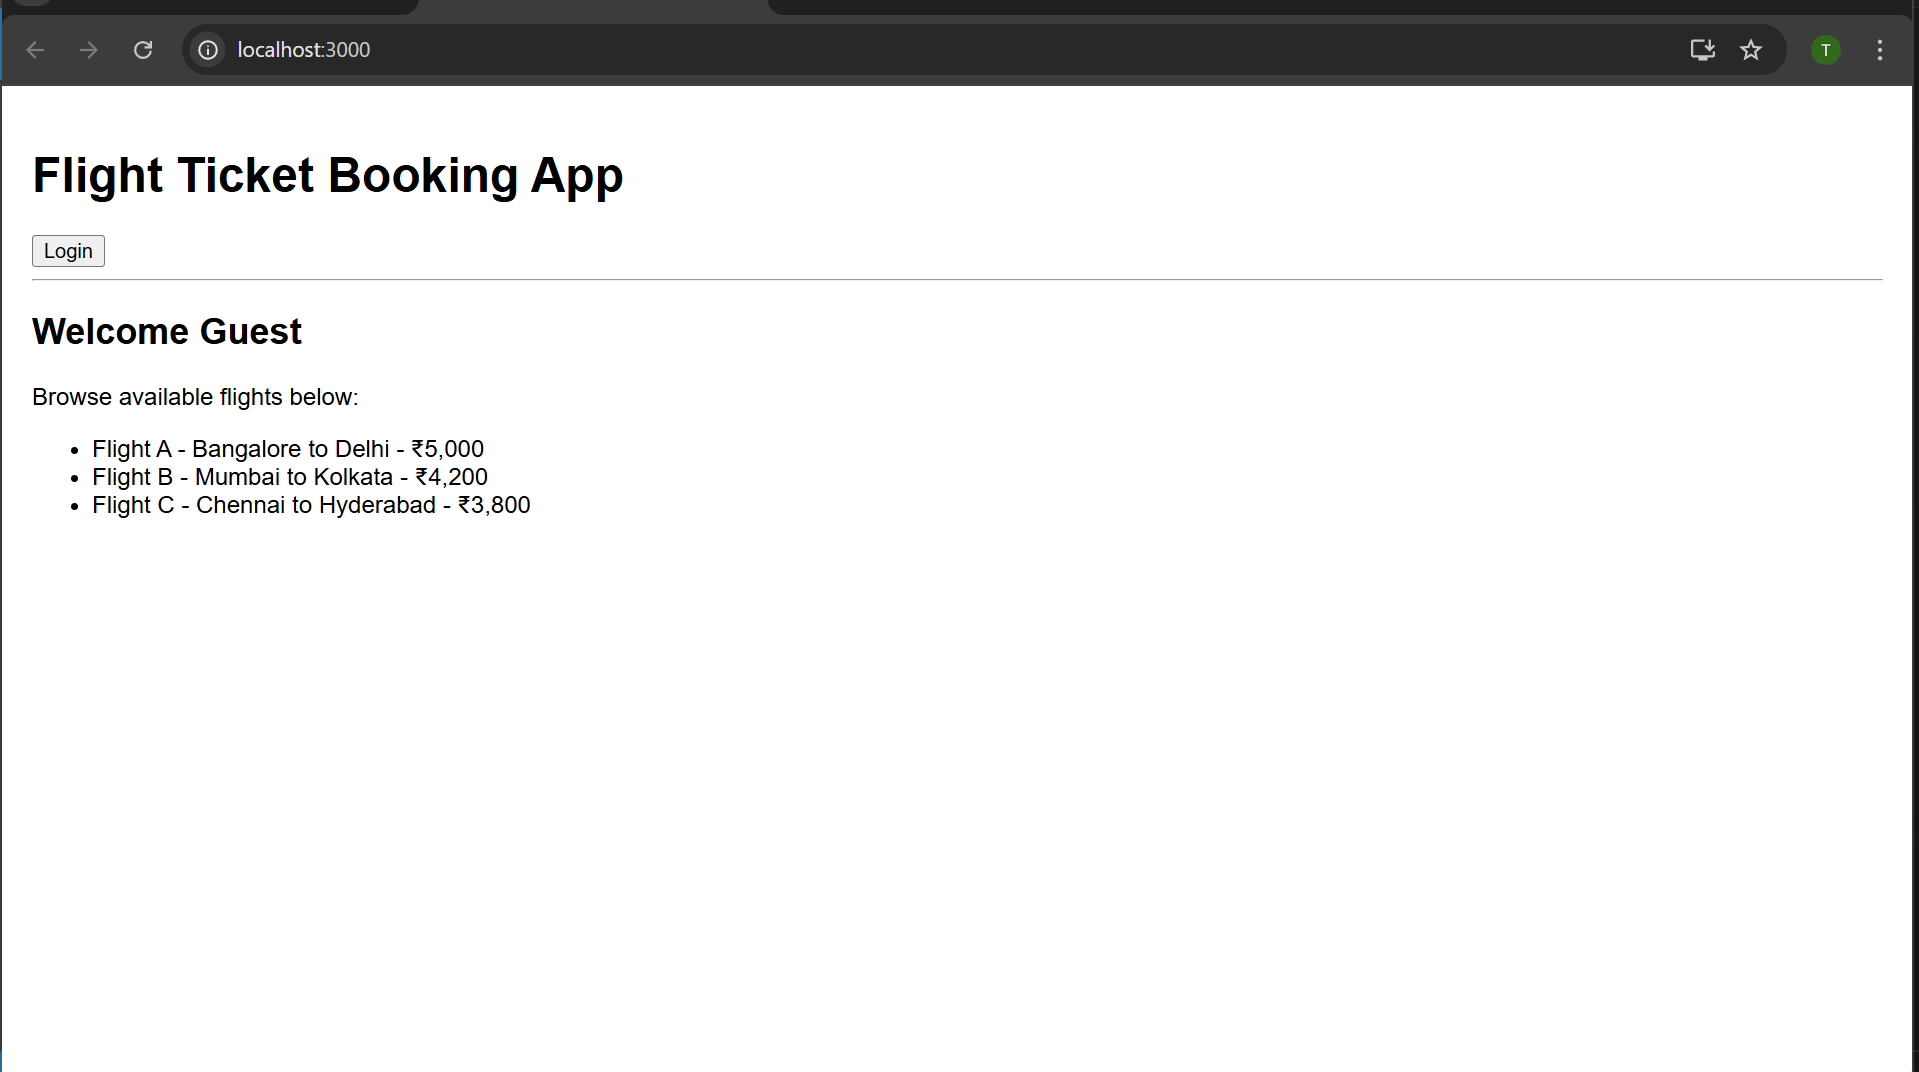 localhost:3000
T
Flight Ticket Booking App
Login
Welcome Guest
Browse available flights below:
• Flight A - Bangalore to Delhi - ₹5,000
• Flight B - Mumbai to Kolkata - ₹4,200
• Flight C - Chennai to Hyderabad - ₹3,800